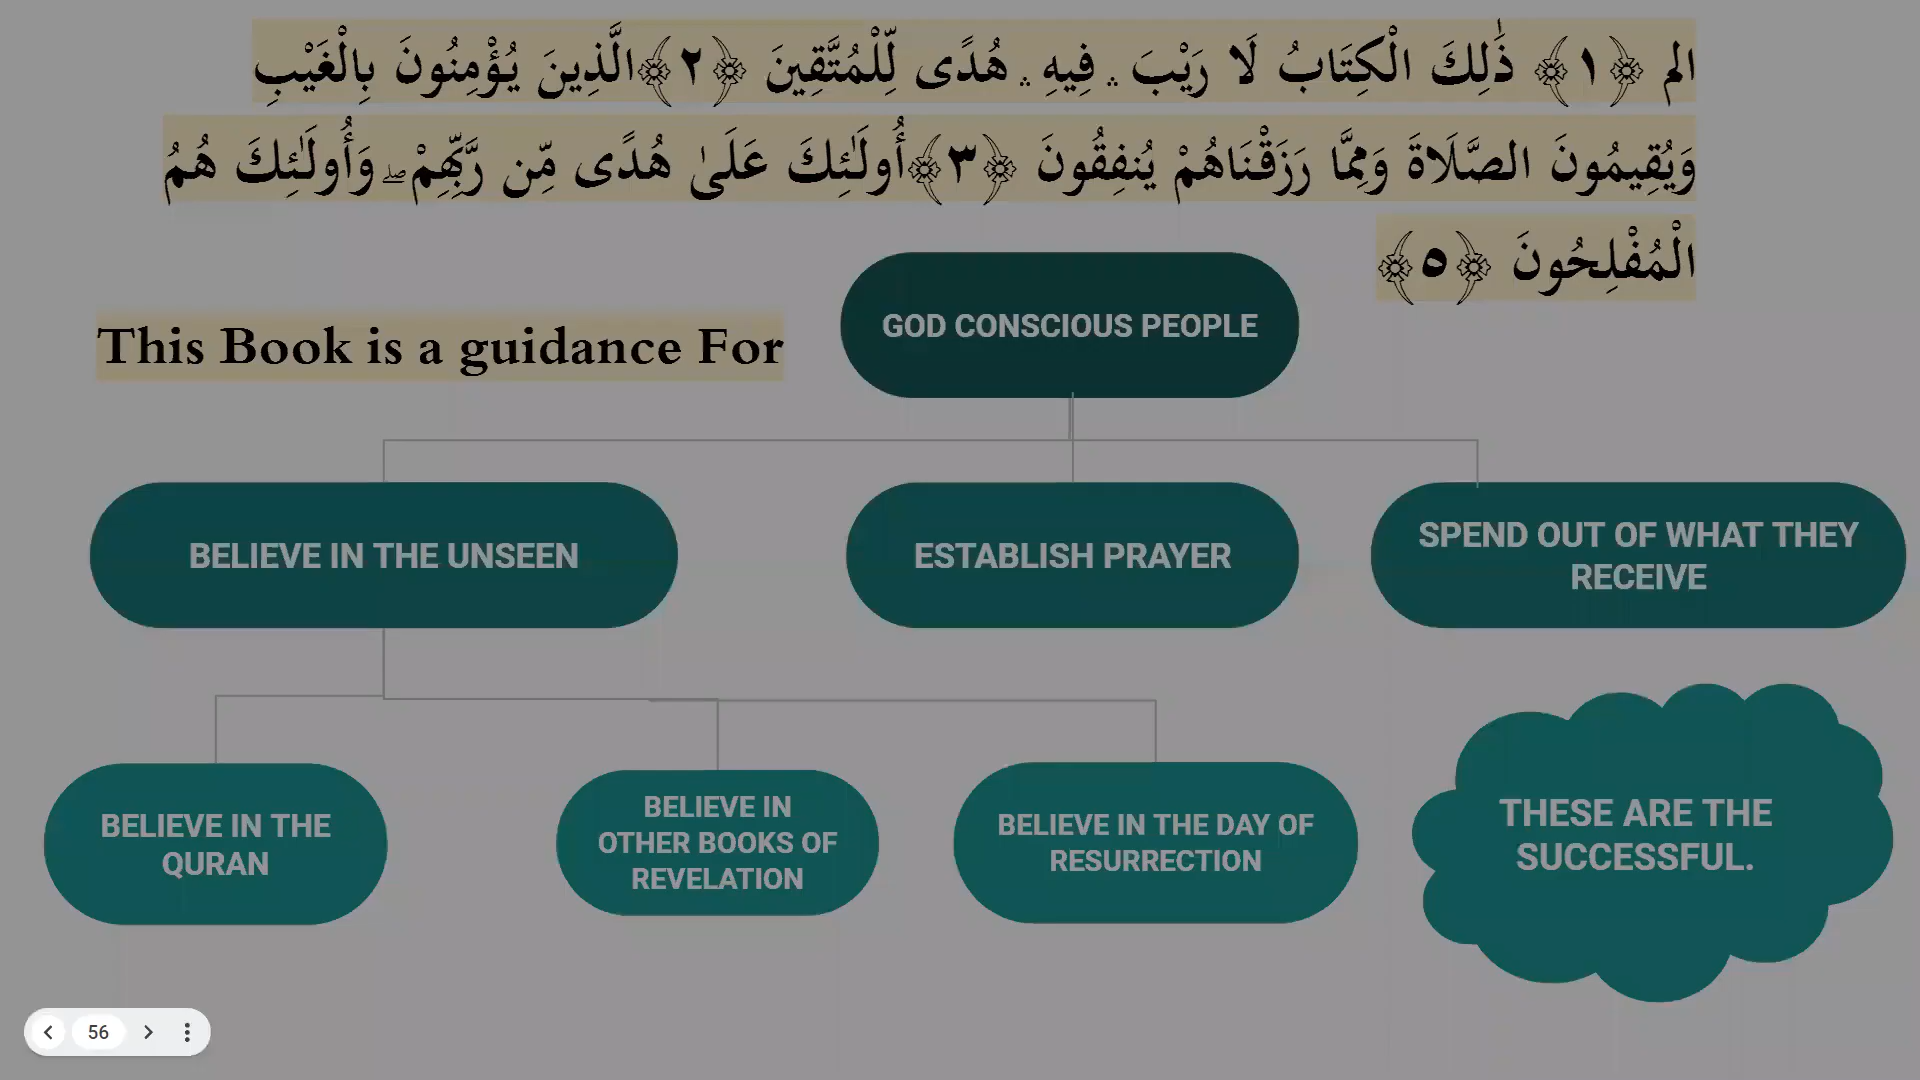 الم ﴿١﴾ ذَٰلِكَ الْكِتَابُ لَا رَيْبَ ۛ فِيهِ ۛ هُدًى لِّلْمُتَّقِينَ ﴿٢﴾الَّذِينَ يُؤْمِنُونَ بِالْغَيْبِ
وَيُقِيمُونَ الصَّلَاةَ وَمِمَّا رَزَقْنَاهُمْ يُنفِقُونَ ﴿٣﴾أُولَـٰئِكَ عَلَىٰ هُدًى مِّن رَّبِّهِمْ ۖ وَأُولَـٰئِكَ هُمُ
الْمُفْلِحُونَ ﴿٥﴾
This Book is a guidance For
GOD CONSCIOUS PEOPLE
BELIEVE IN THE UNSEEN
ESTABLISH PRAYER
SPEND OUT OF WHAT THEY
RECEIVE
BELIEVE IN THE
QURAN
BELIEVE IN
OTHER BOOKS OF
REVELATION
BELIEVE IN THE DAY OF
RESURRECTION
THESE ARE THE
SUCCESSFUL.
56